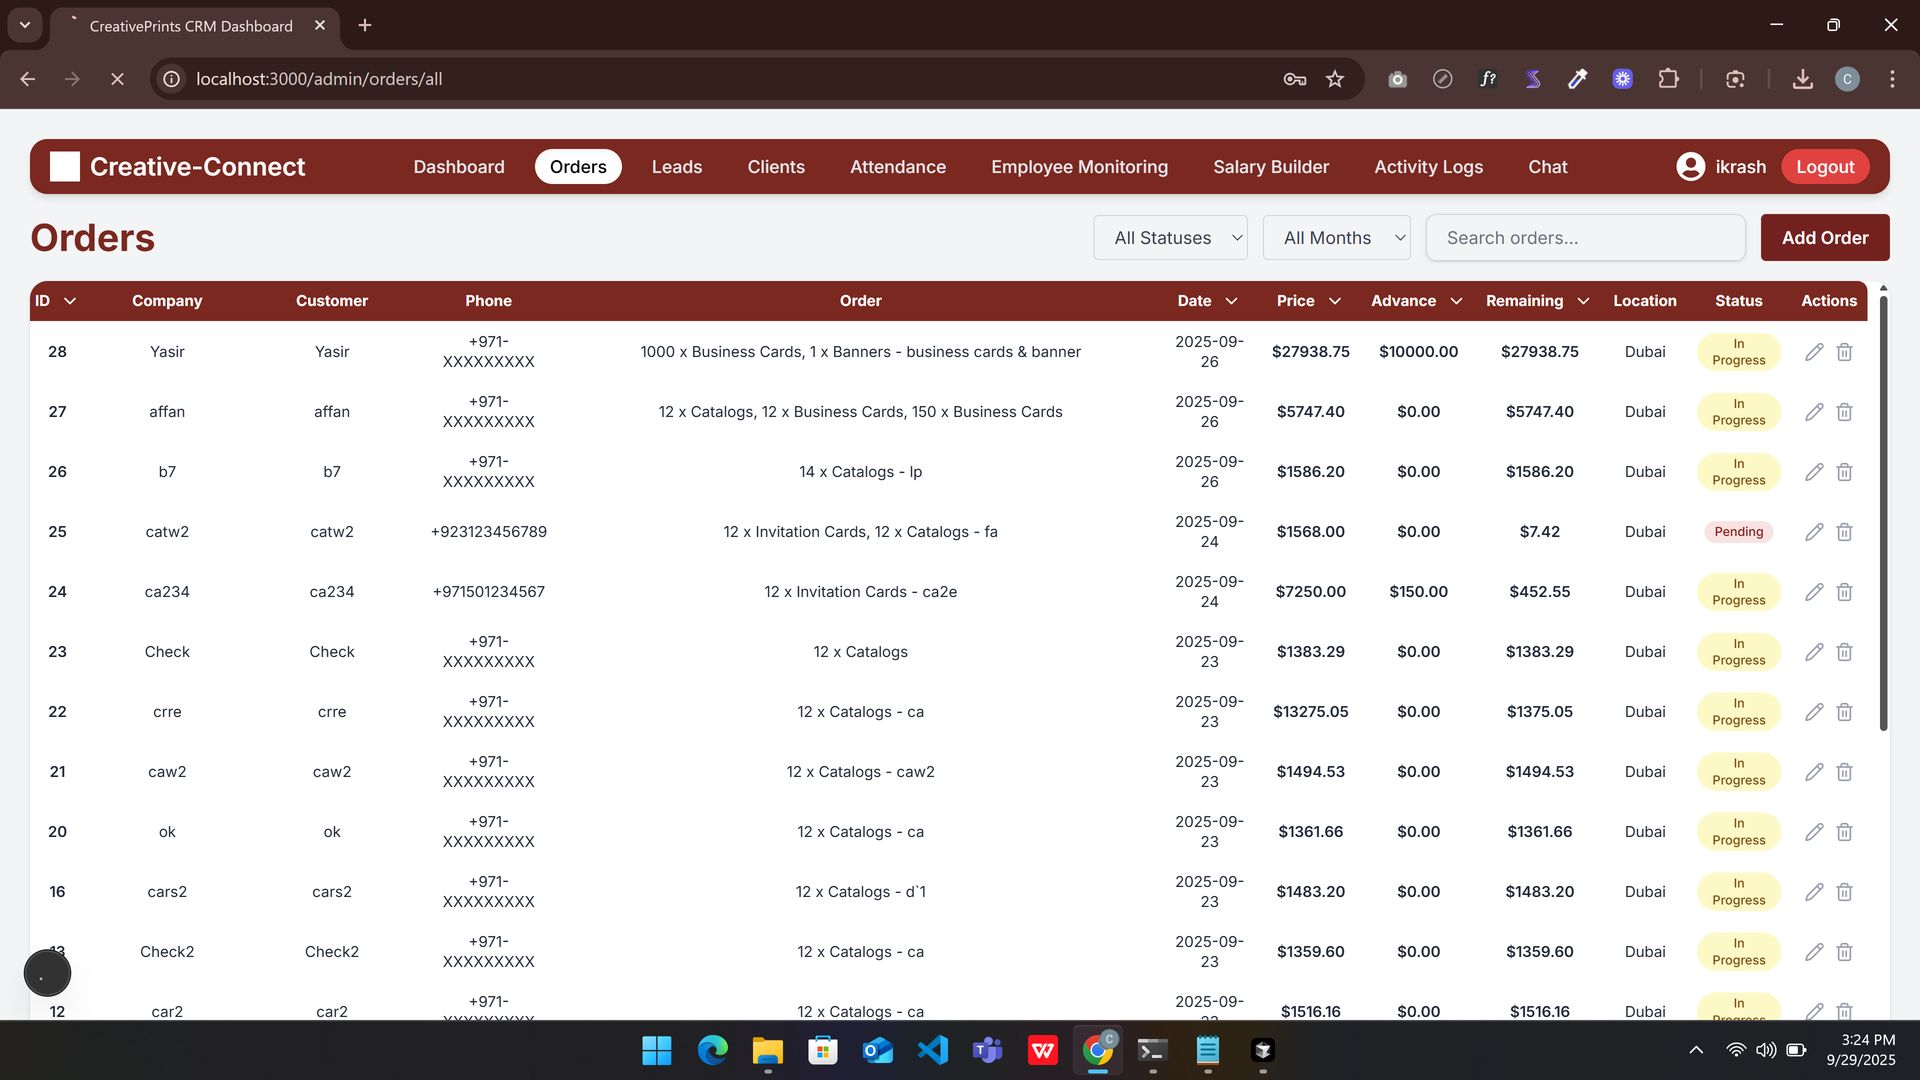 CreativePrints CRM Dashboard
localhost:3000/admin/orders/all
Creative-Connect Dashboard Orders Leads Clients Attendance Employee Monitoring Salary Builder Activity Logs Chat ikrash Logout
Orders All Statuses All Months Search orders... Add Order
ID Company Customer Phone Order Date Price Advance Remaining Location Status Actions
28 Yasir Yasir +971-XXXXXXXXX 1000 x Business Cards, 1 x Banners - business cards & banner 2025-09-26 $27938.75 $10000.00 $27938.75 Dubai In Progress
27 affan affan +971-XXXXXXXXX 12 x Catalogs, 12 x Business Cards, 150 x Business Cards 2025-09-26 $5747.40 $0.00 $5747.40 Dubai In Progress
26 b7 b7 +971-XXXXXXXXX 14 x Catalogs - lp 2025-09-26 $1586.20 $0.00 $1586.20 Dubai In Progress
25 catw2 catw2 +923123456789 12 x Invitation Cards, 12 x Catalogs - fa 2025-09-24 $1568.00 $0.00 $7.42 Dubai Pending
24 ca234 ca234 +971501234567 12 x Invitation Cards - ca2e 2025-09-24 $7250.00 $150.00 $452.55 Dubai In Progress
23 Check Check +971-XXXXXXXXX 12 x Catalogs 2025-09-23 $1383.29 $0.00 $1383.29 Dubai In Progress
22 crre crre +971-XXXXXXXXX 12 x Catalogs - ca 2025-09-23 $13275.05 $0.00 $1375.05 Dubai In Progress
21 caw2 caw2 +971-XXXXXXXXX 12 x Catalogs - caw2 2025-09-23 $1494.53 $0.00 $1494.53 Dubai In Progress
20 ok ok +971-XXXXXXXXX 12 x Catalogs - ca 2025-09-23 $1361.66 $0.00 $1361.66 Dubai In Progress
16 cars2 cars2 +971-XXXXXXXXX 12 x Catalogs - d`1 2025-09-23 $1483.20 $0.00 $1483.20 Dubai In Progress
13 Check2 Check2 +971-XXXXXXXXX 12 x Catalogs - ca 2025-09-23 $1359.60 $0.00 $1359.60 Dubai In Progress
12 car2 car2 +971-XXXXXXXXX 12 x Catalogs - ca 2025-09-23 $1516.16 $0.00 $1516.16 Dubai In Progress
3:24 PM
9/29/2025